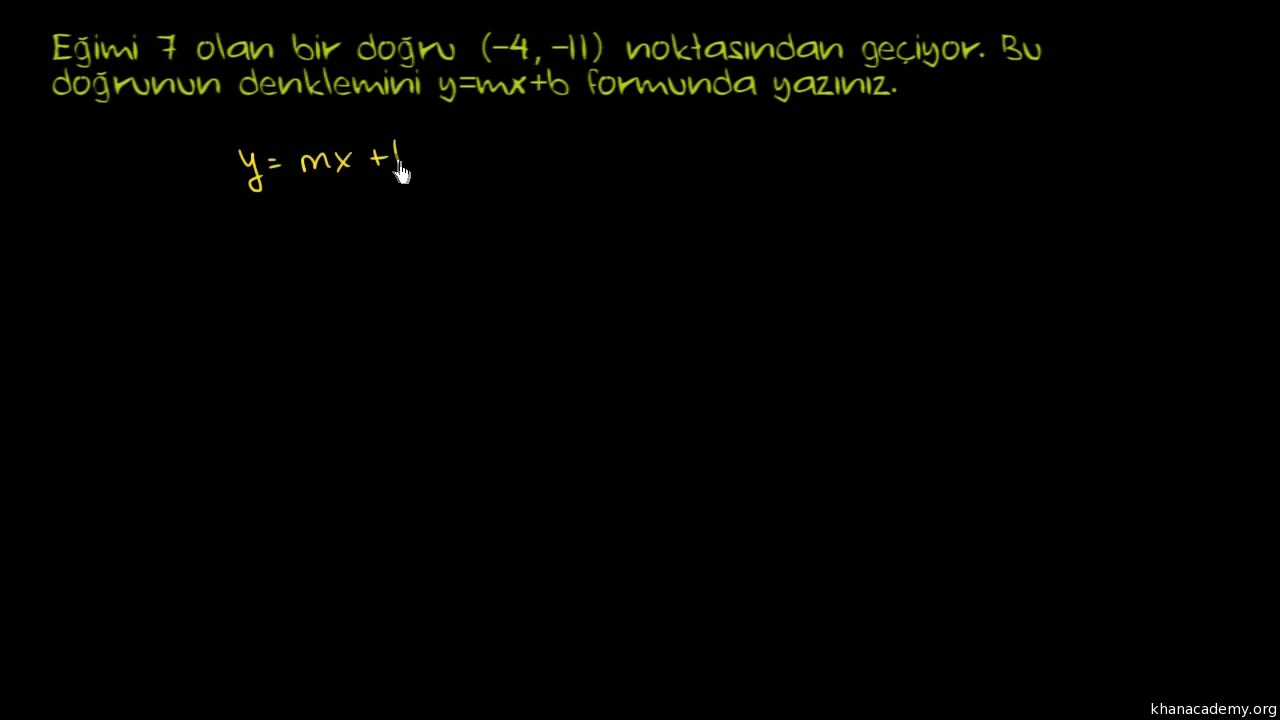 Eğimi 7 olan bir doğru (-4, -11) noktasından geçiyor. Bu
doğrunun denklemini y=mx+b formunda yazınız.
y= mx +
khanacademy.org